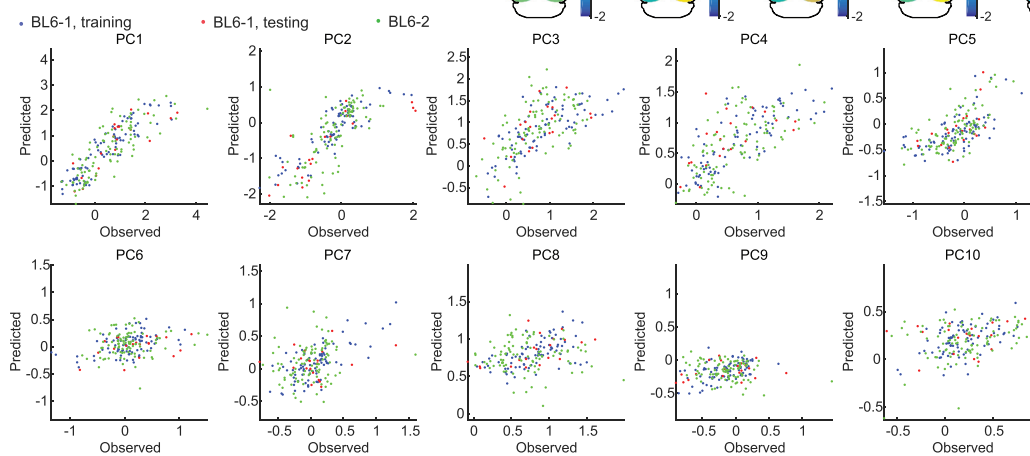 -2 -2 -2
BL6-1, training BL6-1, testing BL6-2
PC1 PC2 PC3 PC4 PC5
4 3 2 1 0 -1
2 1 0 -1 -2
2.5 2 1.5 1 0.5 0 -0.5
2 1.5 1 0.5 0
1 0.5 0 -0.5 -1 -1.5
Predicted Predicted Predicted Predicted Predicted
0 2 4 -2 0 2 0 1 2 0 1 2 -1 0 1
Observed Observed Observed Observed Observed
PC6 PC7 PC8 PC9 PC10
1.5 1 0.5 0 -0.5 -1
1.5 1 0.5 0 -0.5
1.5 1 0.5 0
1 0.5 0 -0.5
0.5 0 -0.5
Predicted Predicted Predicted Predicted Predicted
-1 0 1 -0.5 0 0.5 1 1.5 0 0.5 1 1.5 -0.5 0 0.5 1 -0.5 0 0.5
Observed Observed Observed Observed Observed